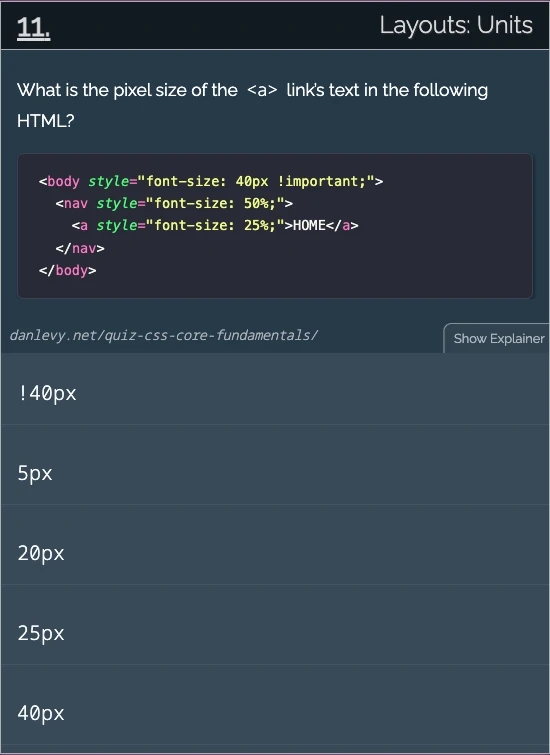 11.
Layouts: Units
What is the pixel size of the <a> link's text in the following
HTML?
<body style="font-size: 40px !important;">
<nav style="font-size: 50%;">
<a style="font-size: 25%;">HOME</a>
</nav>
</body>
danlevy.net/quiz-css-core-fundamentals/
Show Explainer
!40px
5px
20px
25px
40px